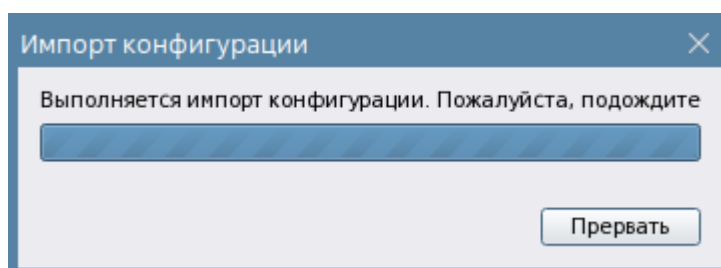 Импорт конфигурации
Выполняется импорт конфигурации. Пожалуйста, подождите
Прервать